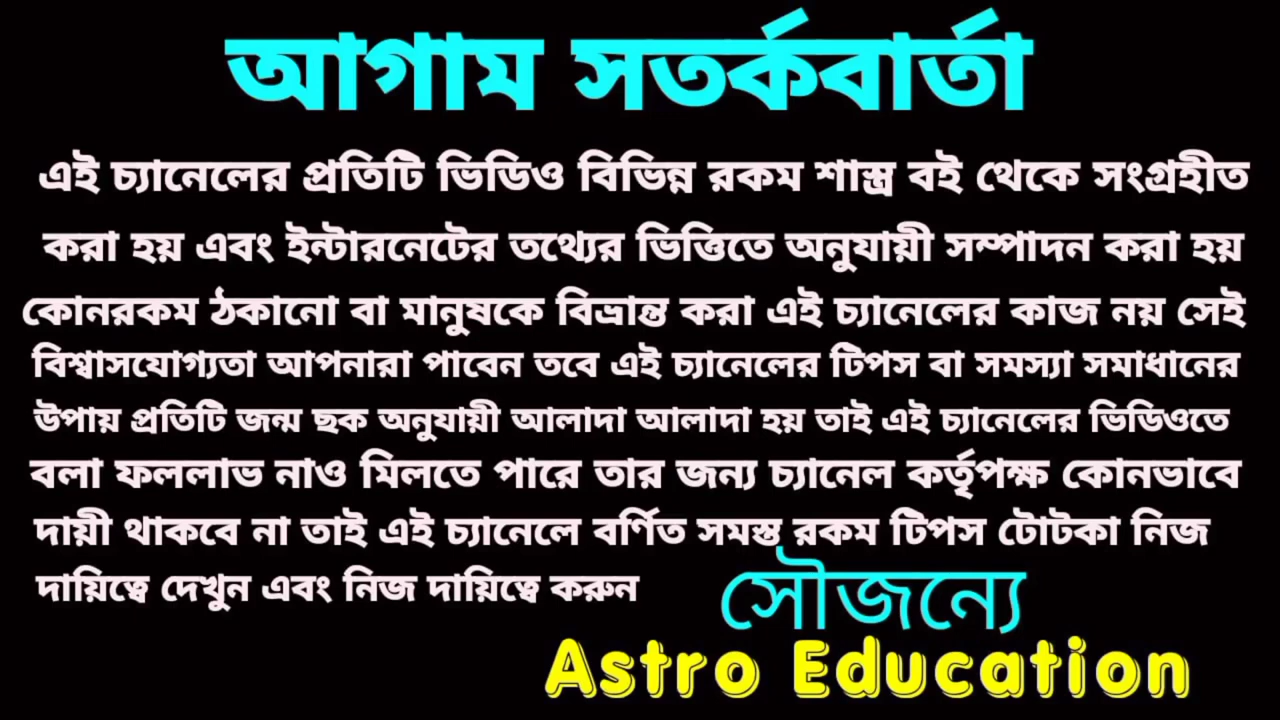 আগাম সতর্কবার্তা
এই চ্যানেলের প্রতিটি ভিডিও বিভিন্ন রকম শাস্ত্র বই থেকে সংগ্রহীত
করা হয় এবং ইন্টারনেটের তথ্যের ভিত্তিতে অনুযায়ী সম্পাদন করা হয়
কোনরকম ঠকানো বা মানুষকে বিভ্রান্ত করা এই চ্যানেলের কাজ নয় সেই
বিশ্বাসযোগ্যতা আপনারা পাবেন তবে এই চ্যানেলের টিপস বা সমস্যা সমাধানের
উপায় প্রতিটি জন্ম ছক অনুযায়ী আলাদা আলাদা হয় তাই এই চ্যানেলের ভিডিওতে
বলা ফললাভ নাও মিলতে পারে তার জন্য চ্যানেল কর্তৃপক্ষ কোনভাবে
দায়ী থাকবে না তাই এই চ্যানেলে বর্ণিত সমস্ত রকম টিপস টোটকা নিজ
দায়িত্বে দেখুন এবং নিজ দায়িত্বে করুন
সৌজন্যে
Astro Education